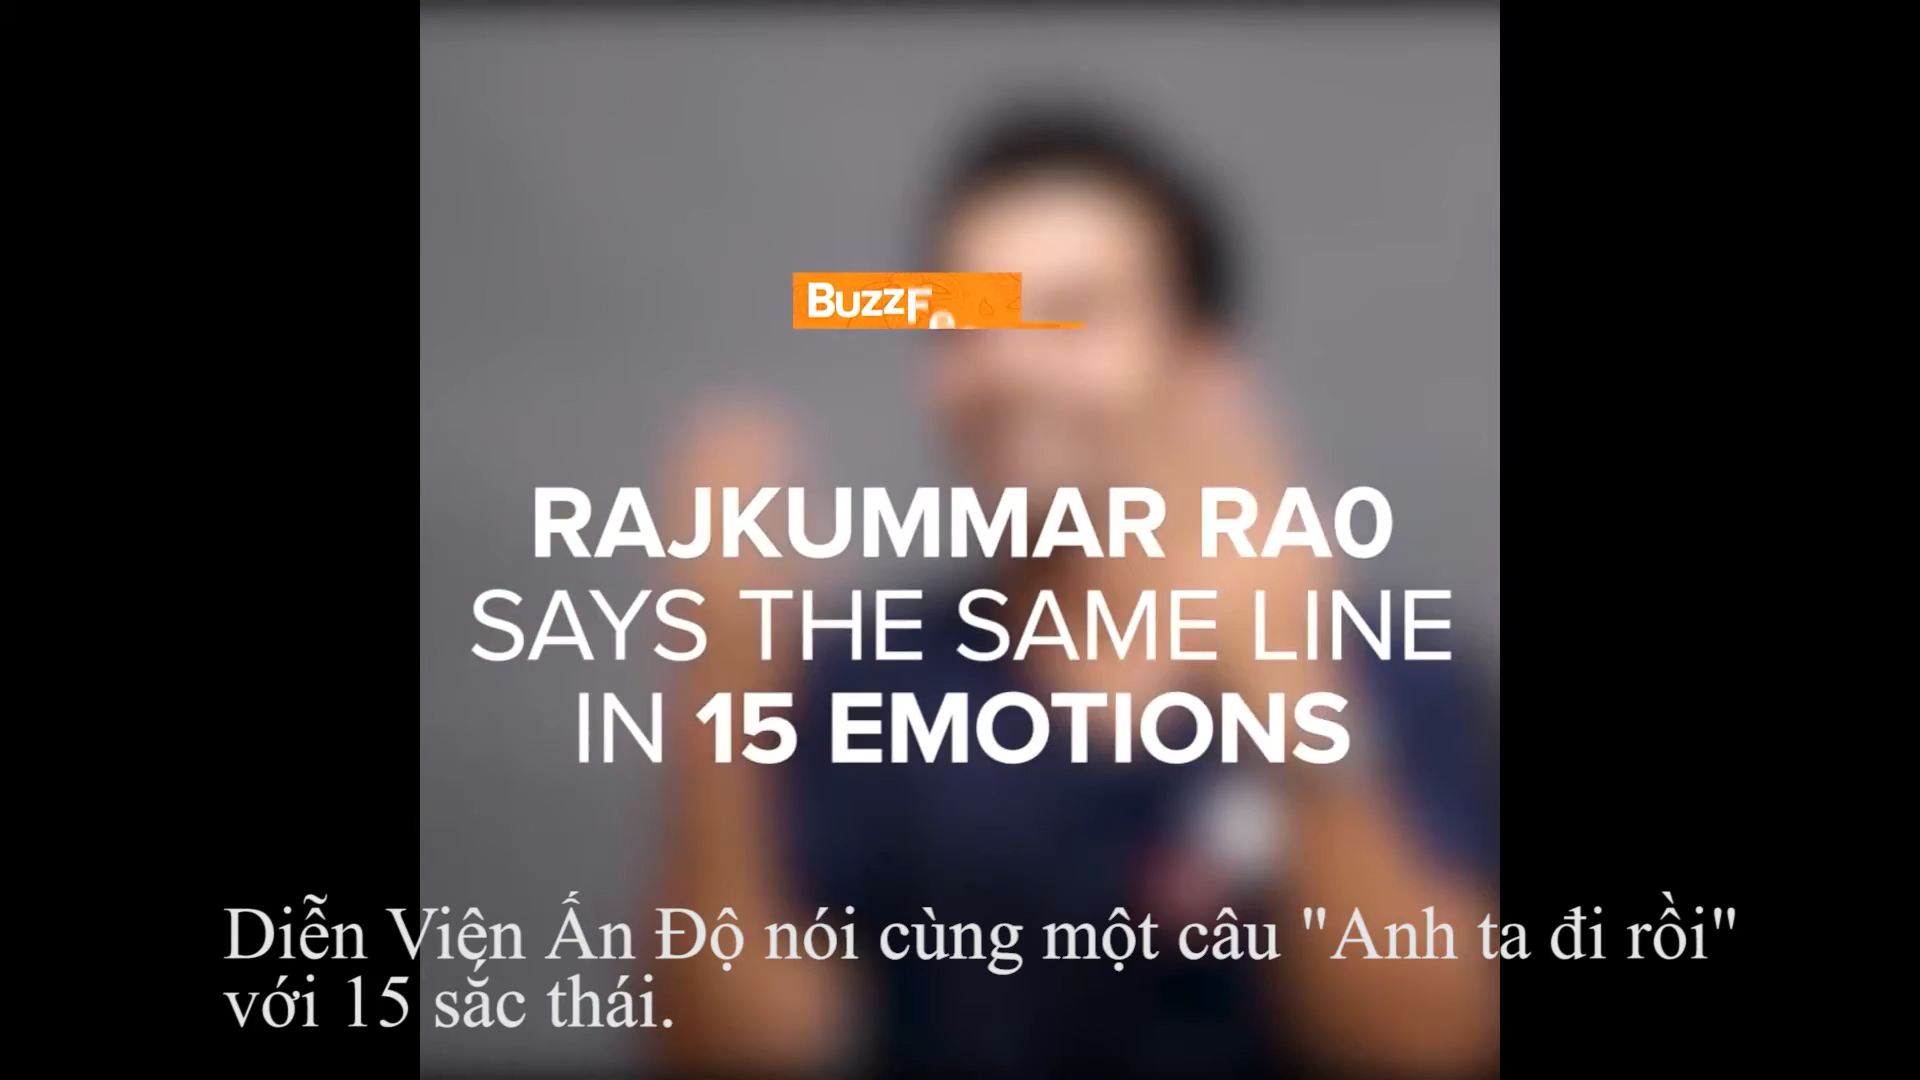 BuzzF
RAJKUMMAR RA0
SAYS THE SAME LINE
IN 15 EMOTIONS
Diễn Viện Ấn Độ nói cùng một câu "Anh ta đi rồi"
với 15 sắc thái.